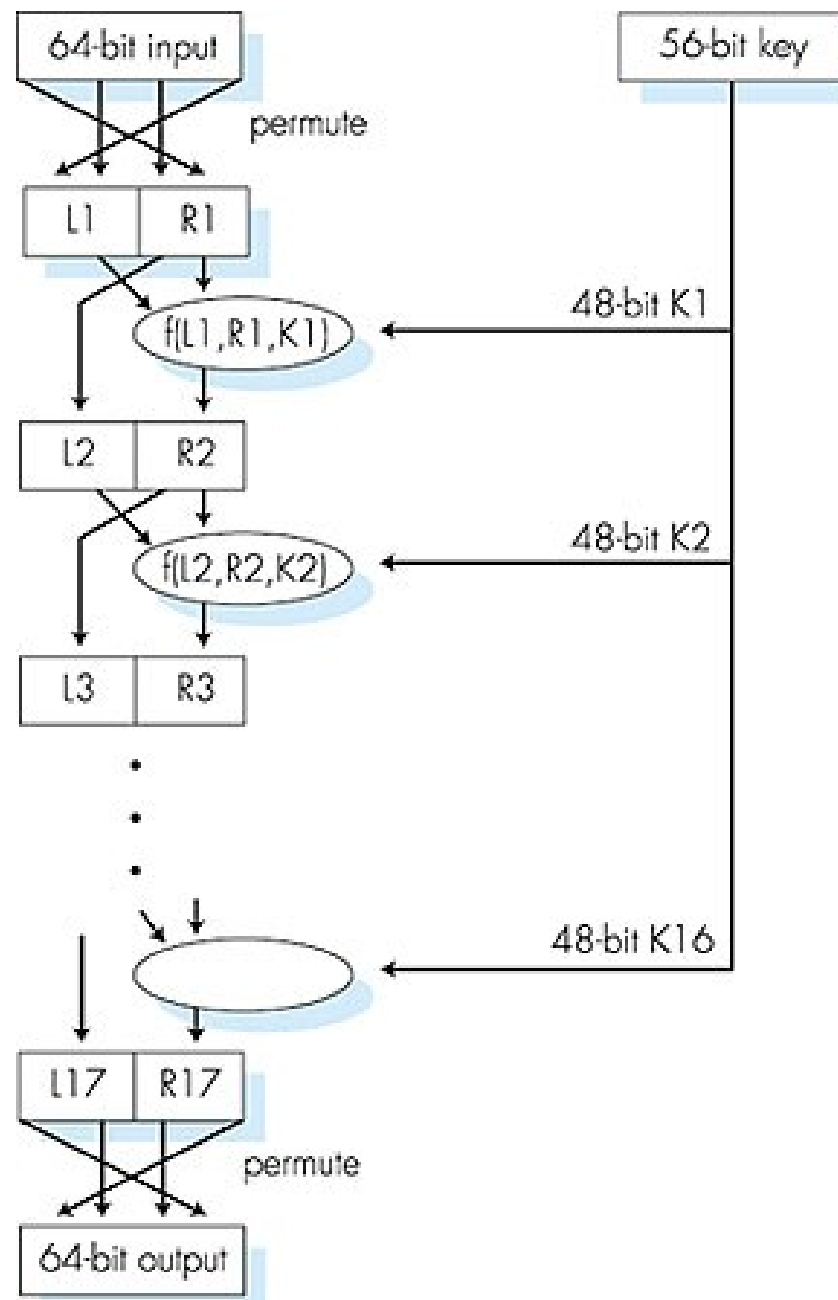 64-bit input
56-bit key
permute
L1 R1
48-bit K1
f(L1,R1,K1)
L2 R2
48-bit K2
f(L2,R2,K2)
L3 R3
48-bit K16
L17 R17
permute
64-bit output